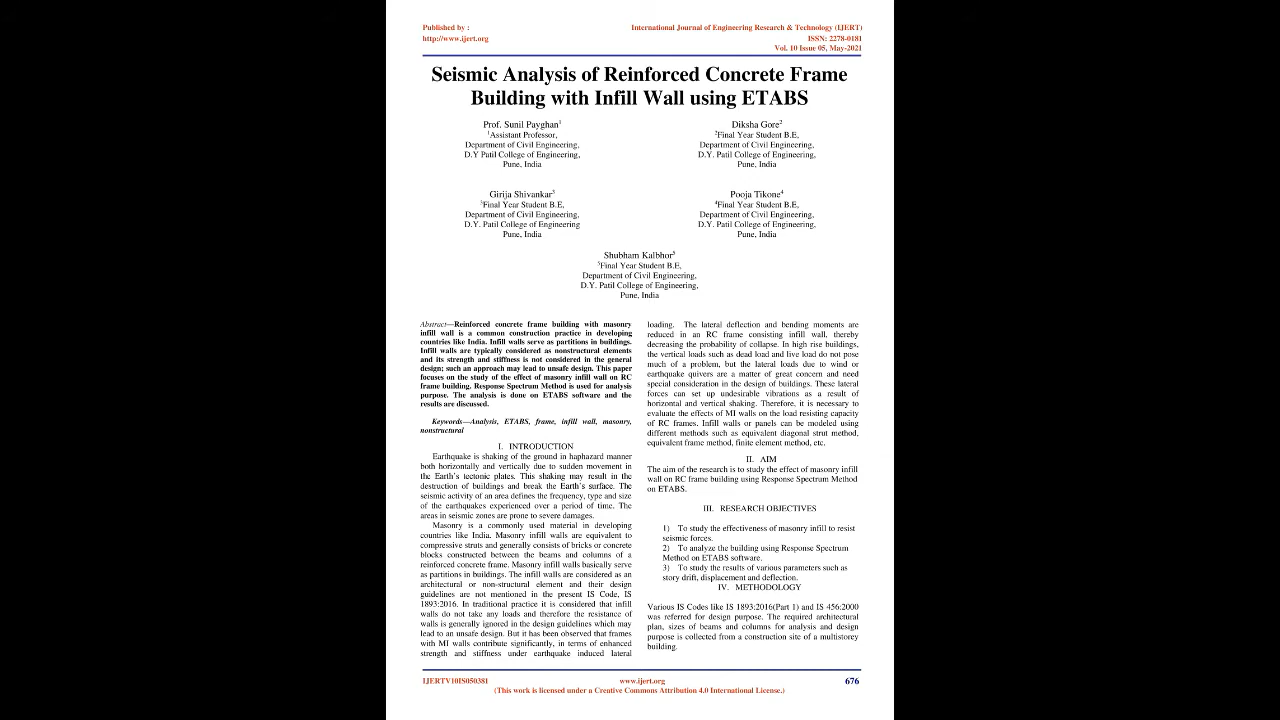 Published by :
http://www.ijert.org
International Journal of Engineering Research & Technology (IJERT)
ISSN: 2278-0181
Vol. 10 Issue 05, May-2021
Seismic Analysis of Reinforced Concrete Frame
Building with Infill Wall using ETABS
Prof. Sunil Payghan1
1Assistant Professor,
Department of Civil Engineering,
D.Y Patil College of Engineering,
Pune, India
Diksha Gore2
2Final Year Student B.E,
Department of Civil Engineering,
D.Y. Patil College of Engineering,
Pune, India
Girija Shivankar3
3Final Year Student B.E,
Department of Civil Engineering,
D.Y. Patil College of Engineering
Pune, India
Pooja Tikone4
4Final Year Student B.E,
Department of Civil Engineering,
D.Y. Patil College of Engineering,
Pune, India
Shubham Kalbhor5
5Final Year Student B.E,
Department of Civil Engineering,
D.Y. Patil College of Engineering,
Pune, India
Abstract—Reinforced concrete frame building with masonry
infill wall is a common construction practice in developing
countries like India. Infill walls serve as partitions in buildings.
Infill walls are typically considered as nonstructural elements
and its strength and stiffness is not considered in the general
design; such an approach may lead to unsafe design. This paper
focuses on the study of the effect of masonry infill wall on RC
frame building. Response Spectrum Method is used for analysis
purpose. The analysis is done on ETABS software and the
results are discussed.
Keywords—Analysis, ETABS, frame, infill wall, masonry,
nonstructural
I. INTRODUCTION
Earthquake is shaking of the ground in haphazard manner
both horizontally and vertically due to sudden movement in
the Earth's tectonic plates. This shaking may result in the
destruction of buildings and break the Earth's surface. The
seismic activity of an area defines the frequency, type and size
of the earthquakes experienced over a period of time. The
areas in seismic zones are prone to severe damages.
Masonry is a commonly used material in developing
countries like India. Masonry infill walls are equivalent to
compressive struts and generally consists of bricks or concrete
blocks constructed between the beams and columns of a
reinforced concrete frame. Masonry infill walls basically serve
as partitions in buildings. The infill walls are considered as an
architectural or non-structural element and their design
guidelines are not mentioned in the present IS Code, IS
1893:2016. In traditional practice it is considered that infill
walls do not take any loads and therefore the resistance of
walls is generally ignored in the design guidelines which may
lead to an unsafe design. But it has been observed that frames
with MI walls contribute significantly, in terms of enhanced
strength and stiffness under earthquake induced lateral
loading. The lateral deflection and bending moments are
reduced in an RC frame consisting infill wall, thereby
decreasing the probability of collapse. In high rise buildings,
the vertical loads such as dead load and live load do not pose
much of a problem, but the lateral loads due to wind or
earthquake quivers are a matter of great concern and need
special consideration in the design of buildings. These lateral
forces can set up undesirable vibrations as a result of
horizontal and vertical shaking. Therefore, it is necessary to
evaluate the effects of MI walls on the load resisting capacity
of RC frames. Infill walls or panels can be modeled using
different methods such as equivalent diagonal strut method,
equivalent frame method, finite element method, etc.
II. AIM
The aim of the research is to study the effect of masonry infill
wall on RC frame building using Response Spectrum Method
on ETABS.
III. RESEARCH OBJECTIVES
1) To study the effectiveness of masonry infill to resist
seismic forces.
2) To analyze the building using Response Spectrum
Method on ETABS software.
3) To study the results of various parameters such as
story drift, displacement and deflection.
IV. METHODOLOGY
Various IS Codes like IS 1893:2016(Part 1) and IS 456:2000
was referred for design purpose. The required architectural
plan, sizes of beams and columns for analysis and design
purpose is collected from a construction site of a multistorey
building.
IJERTV10IS050381
www.ijert.org
(This work is licensed under a Creative Commons Attribution 4.0 International License.)
676